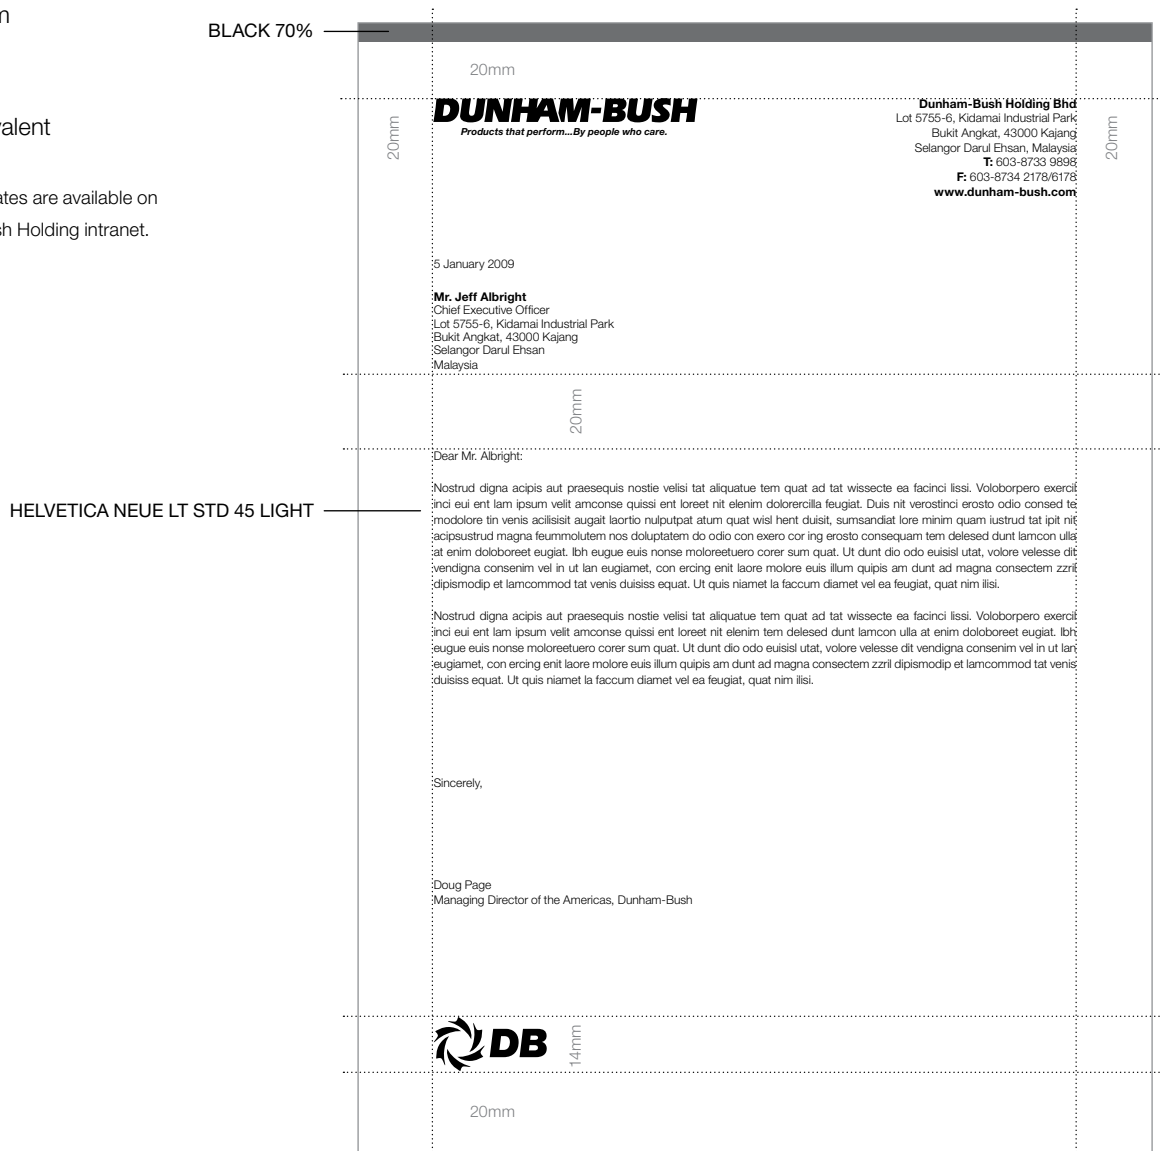 BLACK 70%
20mm
DUNHAM-BUSH
Products that perform...By people who care.
Dunham-Bush Holding Bhd
Lot 5755-6, Kidamai Industrial Park
Bukit Angkat, 43000 Kajang
Selangor Darul Ehsan, Malaysia
T: 603-8733 9898
F: 603-8734 2178/6178
www.dunham-bush.com
20mm
20mm
ates are available on
sh Holding intranet.
5 January 2009
Mr. Jeff Albright
Chief Executive Officer
Lot 5755-6, Kidamai Industrial Park
Bukit Angkat, 43000 Kajang
Selangor Darul Ehsan
Malaysia
20mm
Dear Mr. Albright:
HELVETICA NEUE LT STD 45 LIGHT
Nostrud digna acipis aut praesequis nostie velisi tat aliquatue tem quat ad tat wissecte ea facinci lissi. Voloborpero exercil
inci eui ent lam ipsum velit amconse quissi ent loreet nit elenim dolorercilla feugiat. Duis nit verostinci erosto odio consed te
modolore tin venis acilisisit augait laortio nulputpat atum quat wisl hent duisit, sumsandiat lore minim quam iustrud tat ipit nit
acipsustrud magna feummolutem nos doluptatem do odio con exero cor ing erosto consequam tem delesed dunt lamcon ulla
at enim doloboreet eugiat. Ibh eugue euis nonse moloreetuero corer sum quat. Ut dunt dio odo euisisl utat, volore velesse dit
vendigna consenim vel in ut lan eugiamet, con ercing enit laore molore euis illum quipis am dunt ad magna consectem zzril
dipismodip et lamcommod tat venis duisiss equat. Ut quis niamet la faccum diamet vel ea feugiat, quat nim ilisi.
Nostrud digna acipis aut praesequis nostie velisi tat aliquatue tem quat ad tat wissecte ea facinci lissi. Voloborpero exercil
inci eui ent lam ipsum velit amconse quissi ent loreet nit elenim tem delesed dunt lamcon ulla at enim doloboreet eugiat. Ibh
eugue euis nonse moloreetuero corer sum quat. Ut dunt dio odo euisisl utat, volore velesse dit vendigna consenim vel in ut lan
eugiamet, con ercing enit laore molore euis illum quipis am dunt ad magna consectem zzril dipismodip et lamcommod tat venis
duisiss equat. Ut quis niamet la faccum diamet vel ea feugiat, quat nim ilisi.
Sincerely,
Doug Page
Managing Director of the Americas, Dunham-Bush
DB
14mm
20mm